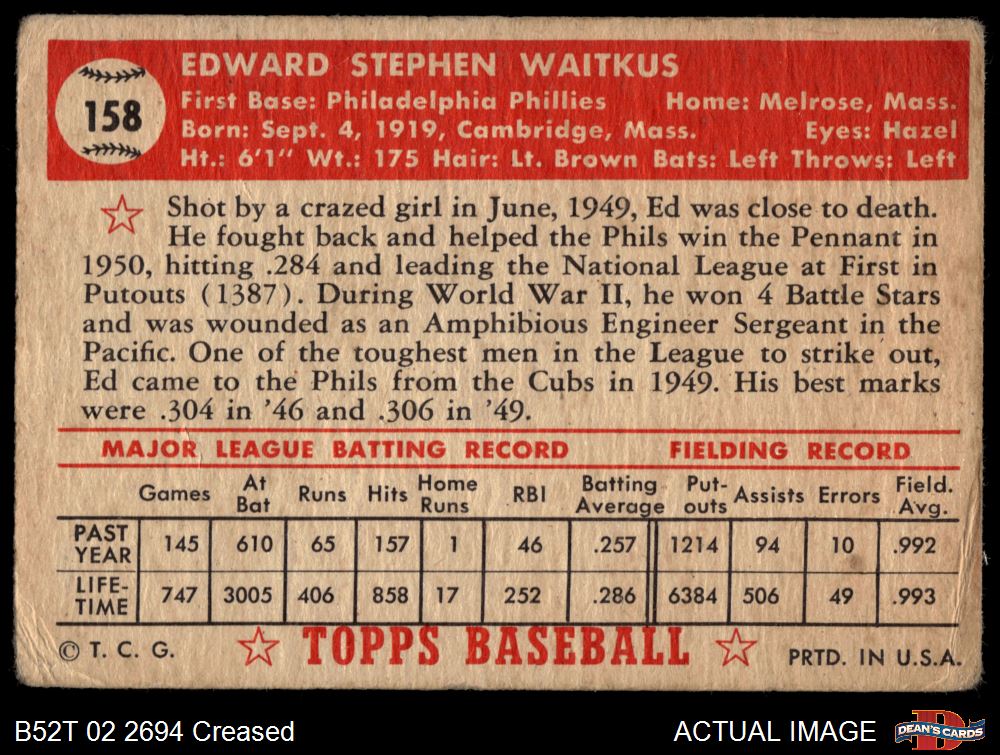 158
EDWARD STEPHEN WAITKUS
First Base: Philadelphia Phillies Home: Melrose, Mass.
Born: Sept. 4, 1919, Cambridge, Mass. Eyes: Hazel
Ht.: 6'1" Wt.: 175 Hair: Lt. Brown Bats: Left Throws: Left
Shot by a crazed girl in June, 1949, Ed was close to death.
He fought back and helped the Phils win the Pennant in
1950, hitting .284 and leading the National League at First in
Putouts (1387). During World War II, he won 4 Battle Stars
and was wounded as an Amphibious Engineer Sergeant in the
Pacific. One of the toughest men in the League to strike out,
Ed came to the Phils from the Cubs in 1949. His best marks
were .304 in '46 and .306 in '49.
MAJOR LEAGUE BATTING RECORD FIELDING RECORD
Games At Bat Runs Hits Home Runs RBI Batting Average Put-outs Assists Errors Field. Avg.
PAST YEAR 145 610 65 157 1 46 .257 1214 94 10 .992
LIFE-TIME 747 3005 406 858 17 252 .286 6384 506 49 .993
© T. C. G. TOPPS BASEBALL PRTD. IN U.S.A.
B52T 02 2694 Creased ACTUAL IMAGE DEAN'S CARDS